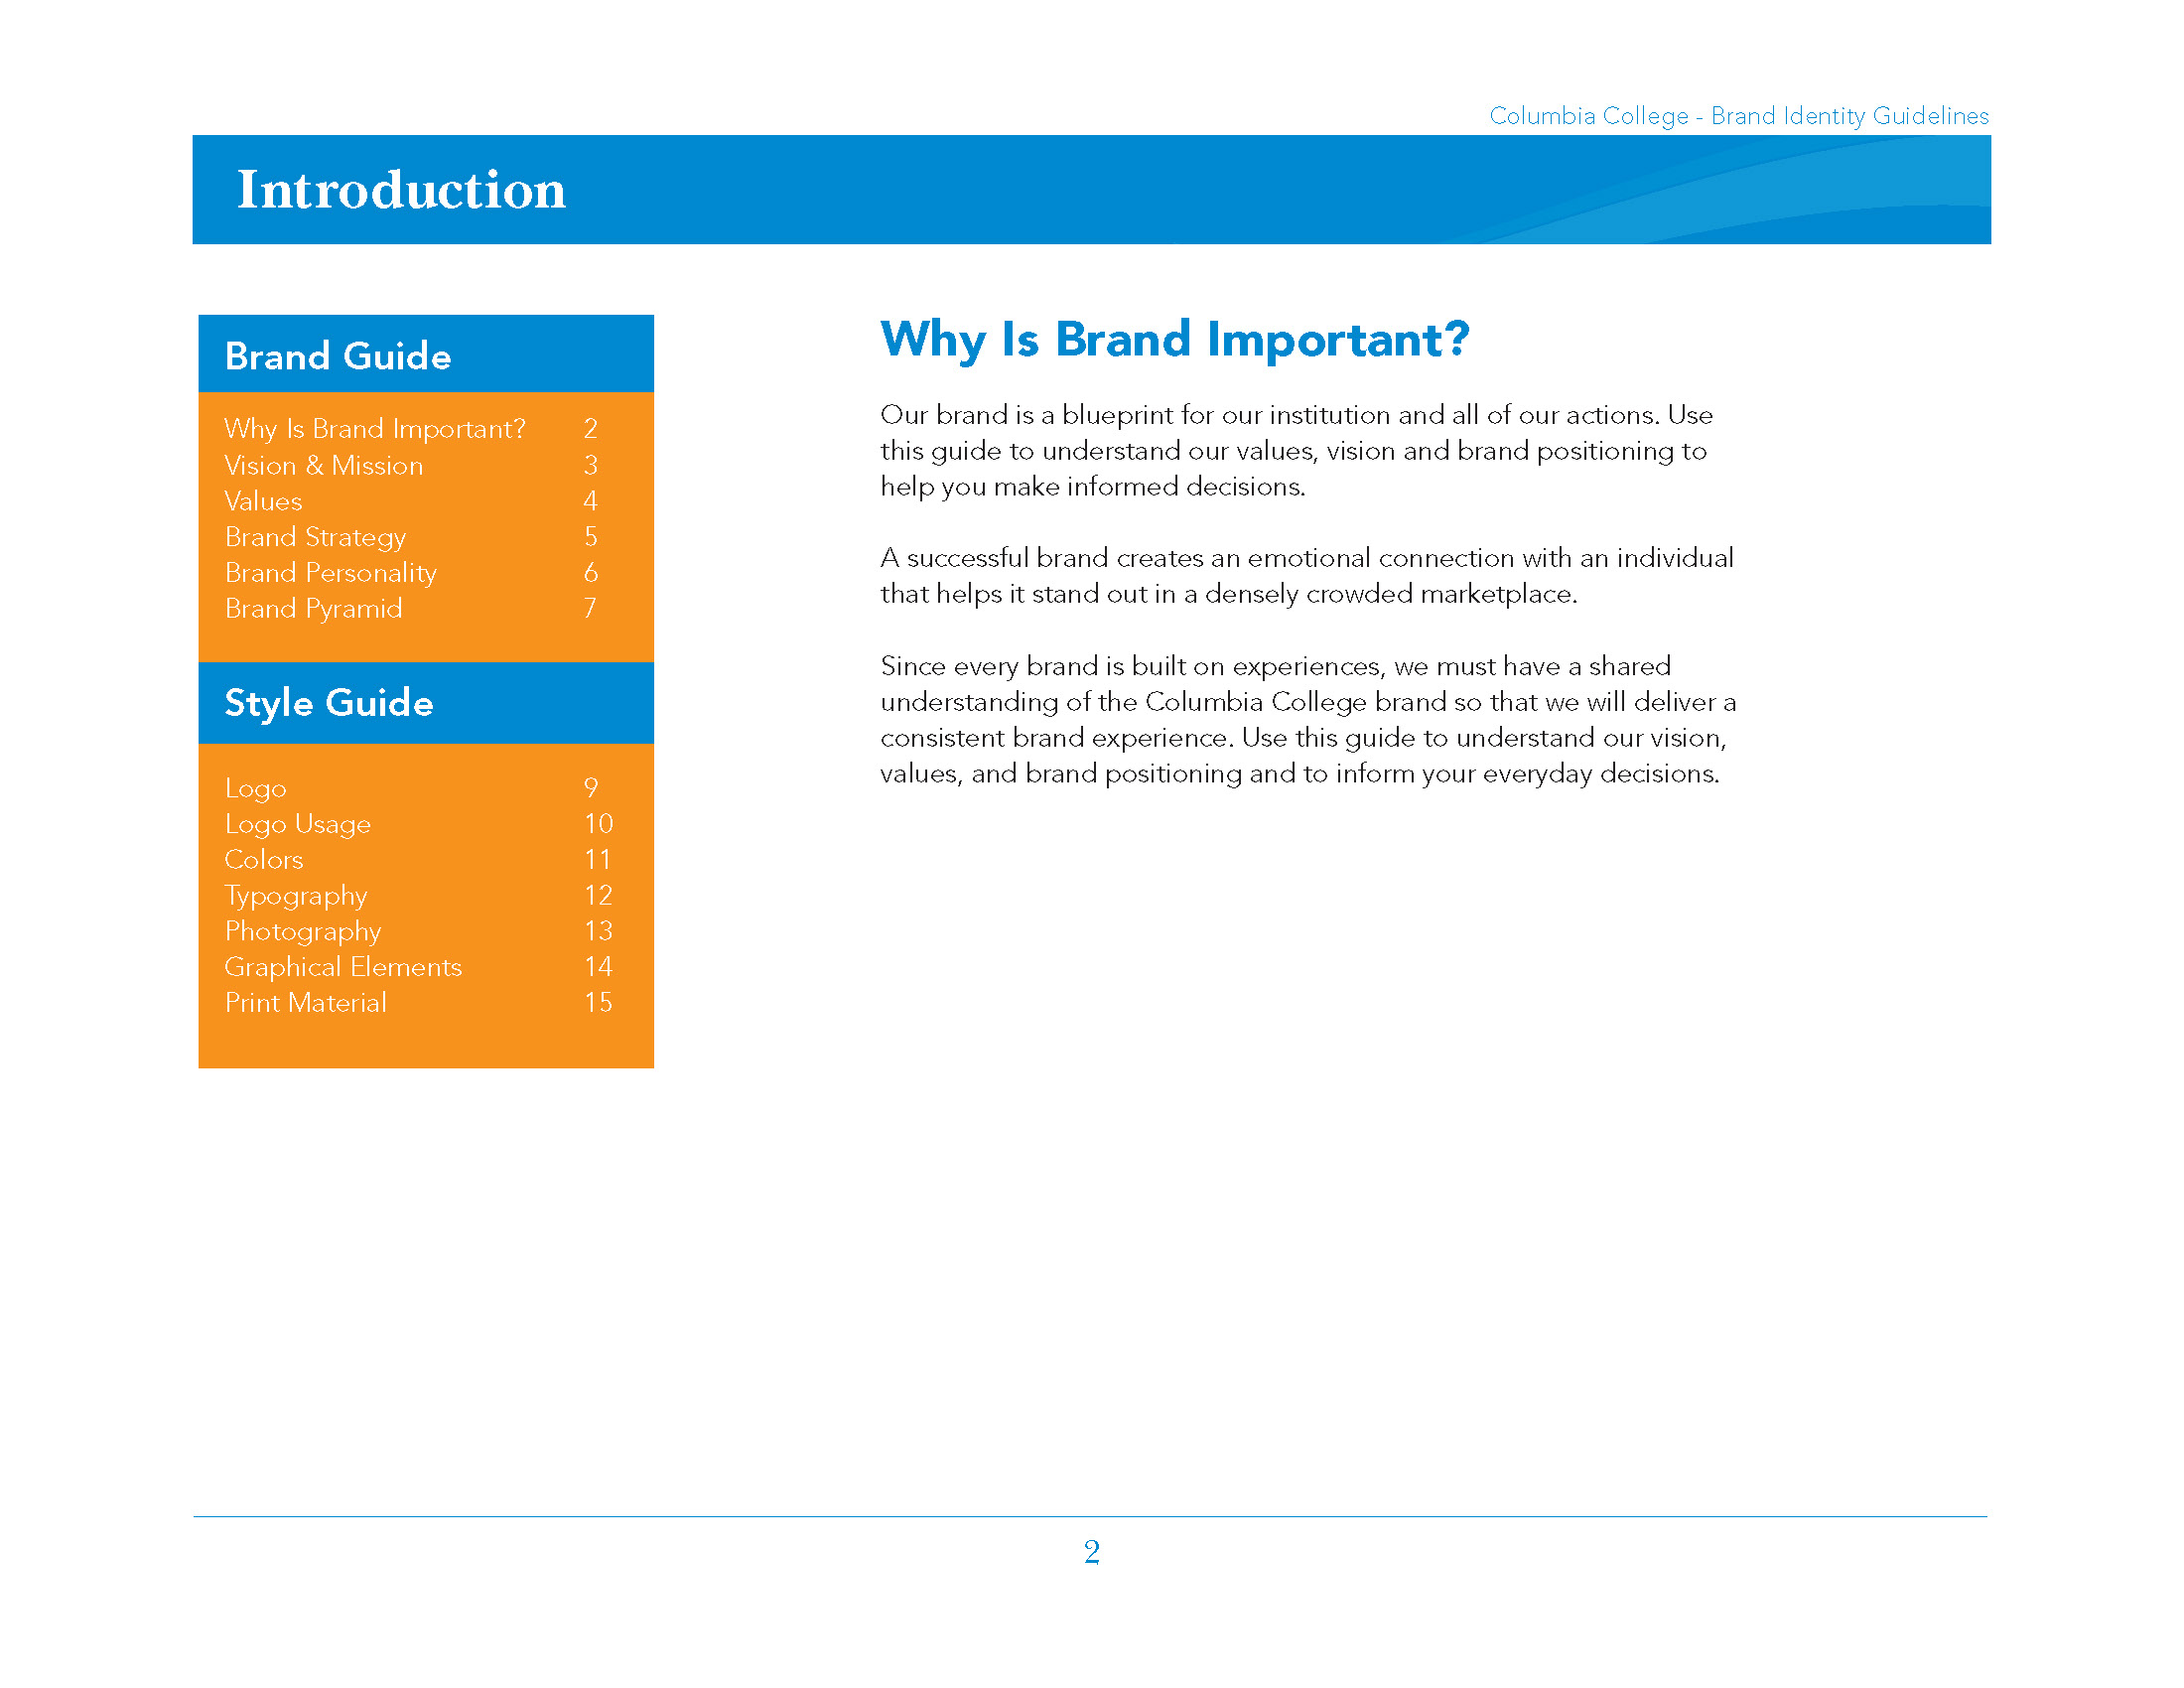 Columbia College - Brand Identity Guidelines
Introduction
Brand Guide
Why Is Brand Important? 2
Vision & Mission 3
Values 4
Brand Strategy 5
Brand Personality 6
Brand Pyramid 7
Style Guide
Logo 9
Logo Usage 10
Colors 11
Typography 12
Photography 13
Graphical Elements 14
Print Material 15
Why Is Brand Important?
Our brand is a blueprint for our institution and all of our actions. Use
this guide to understand our values, vision and brand positioning to
help you make informed decisions.
A successful brand creates an emotional connection with an individual
that helps it stand out in a densely crowded marketplace.
Since every brand is built on experiences, we must have a shared
understanding of the Columbia College brand so that we will deliver a
consistent brand experience. Use this guide to understand our vision,
values, and brand positioning and to inform your everyday decisions.
2